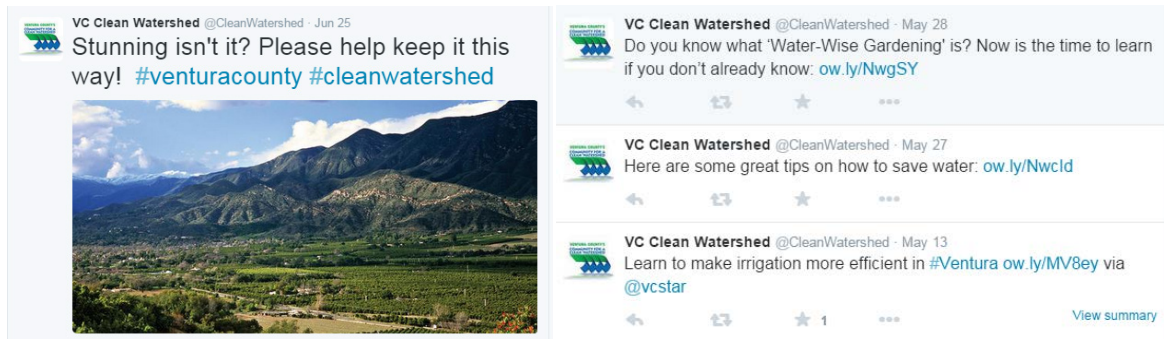 VC Clean Watershed @CleanWatershed · Jun 25
Stunning isn't it? Please help keep it this
way! #venturacounty #cleanwatershed
VC Clean Watershed @CleanWatershed · May 28
Do you know what ‘Water-Wise Gardening' is? Now is the time to learn
if you don’t already know: ow.ly/NwgSY
VC Clean Watershed @CleanWatershed · May 27
Here are some great tips on how to save water: ow.ly/NwcId
VC Clean Watershed @CleanWatershed · May 13
Learn to make irrigation more efficient in #Ventura ow.ly/MV8ey via
@vcstar
1
View summary